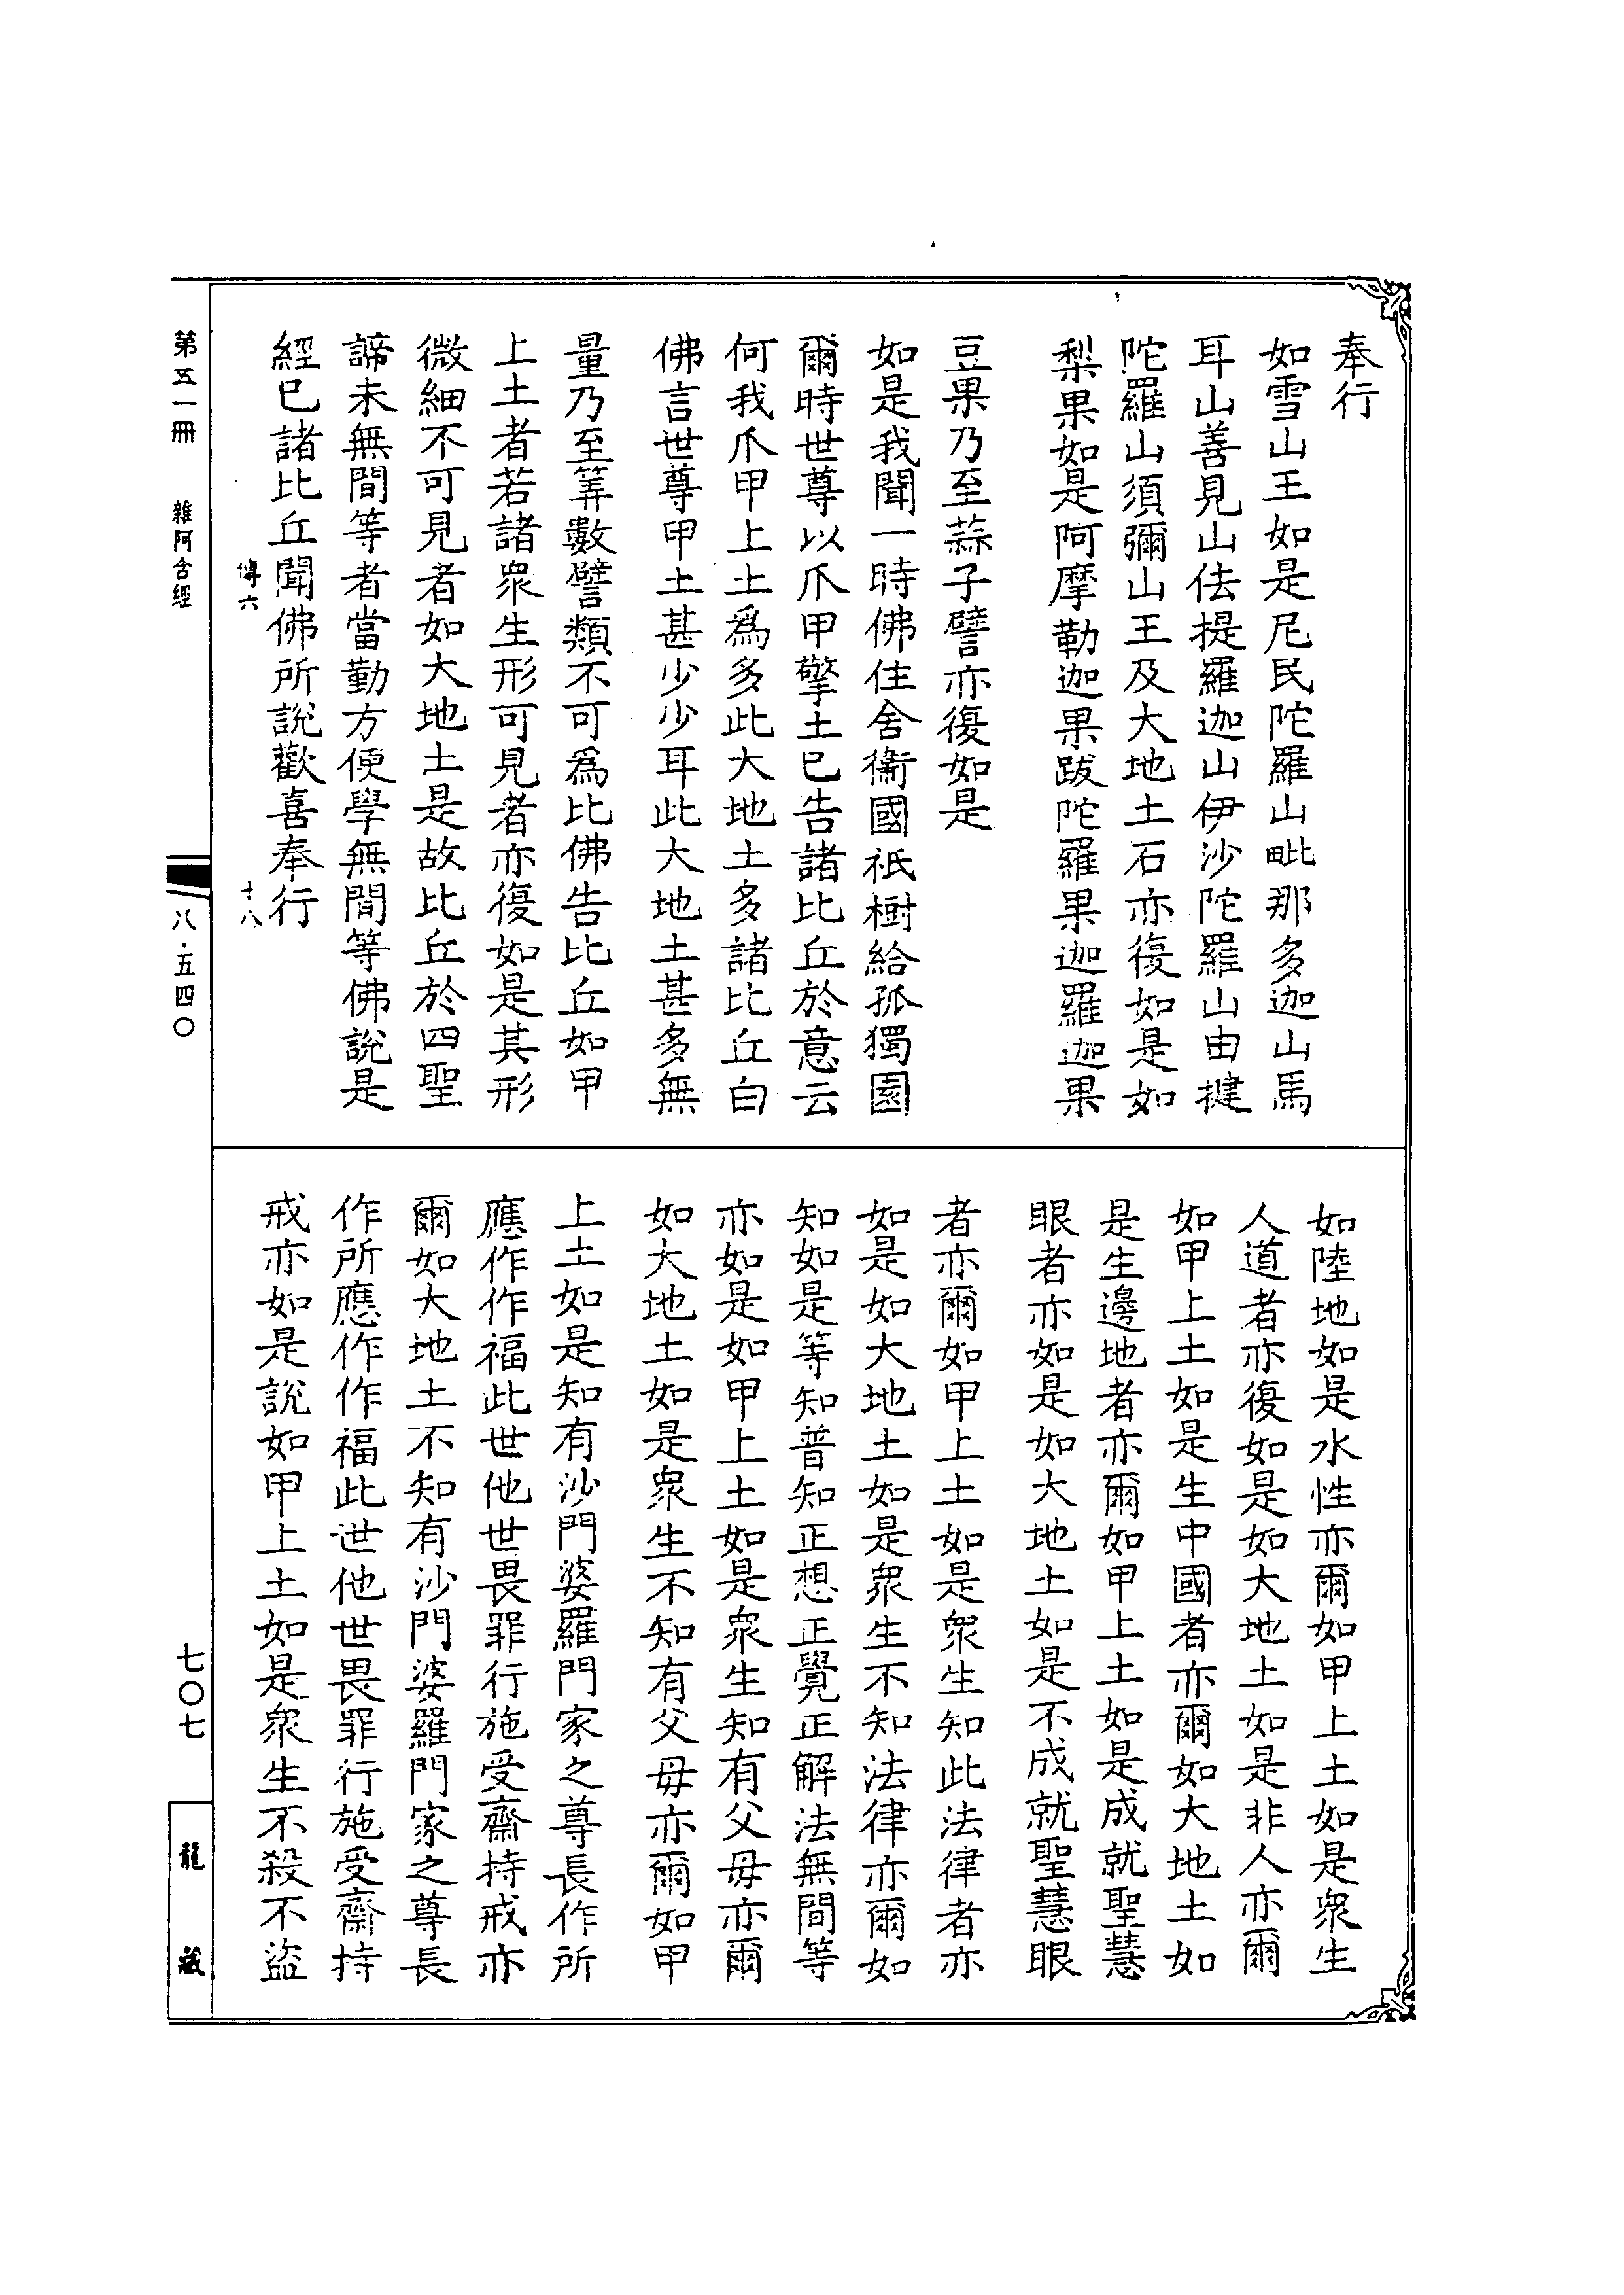 奉行
如雪山王如是尼民陀羅山毗那多迦山馬
耳山善見山佉提羅迦山伊沙陀羅山由揵
陀羅山須彌山王及大地土石亦復如是如
梨果如是阿摩勒迦果跋陀羅果迦羅迦果
豆果乃至蒜子譬亦復如是
如是我聞一時佛住舍衞國祇樹給孤獨園
爾時世尊以爪甲擎土已告諸比丘於意云
何我爪甲上土爲多此大地土多諸比丘白
佛言世尊甲土甚少少耳此大地土甚多無
量乃至筭數譬類不可爲比佛告比丘如甲
上土者若諸衆生形可見者亦復如是其形
微細不可見者如大地土是故比丘於四聖
諦未無間等者當勤方便學無間等佛說是
經已諸比丘聞佛所說歡喜奉行
如陸地如是水性亦爾如甲上土如是衆生
人道者亦復如是如大地土如是非人亦爾
如甲上土如是生中國者亦爾如大地土如
是生邊地者亦爾如甲上土如是成就聖慧
眼者亦如是如大地土如是不成就聖慧眼
者亦爾如甲上土如是衆生知此法律者亦
如是如大地土如是衆生不知法律亦爾如
知如是等知普知正想正覺正解法無間等
亦如是如甲上土如是衆生知有父母亦爾
如大地土如是衆生不知有父母亦爾如甲
上土如是知有沙門婆羅門家之尊長作所
應作作福此世他世畏罪行施受齋持戒亦
爾如大地土不知有沙門婆羅門家之尊長
作所應作作福此世他世畏罪行施受齋持
戒亦如是說如甲上土如是衆生不殺不盜
傳六
十八
第五一冊
雜阿含經
八·五四〇
七〇七
龍藏